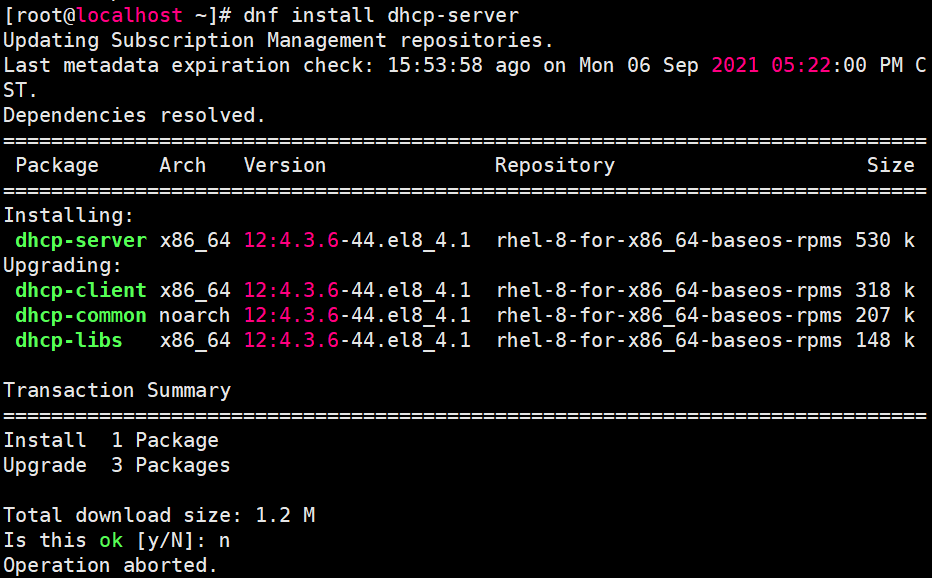 [root@localhost ~]# dnf install dhcp-server
Updating Subscription Management repositories.
Last metadata expiration check: 15:53:58 ago on Mon 06 Sep 2021 05:22:00 PM C
ST.
Dependencies resolved.
================================================================================
 Package     Arch   Version              Repository                     Size
================================================================================
Installing:
 dhcp-server x86_64 12:4.3.6-44.el8_4.1  rhel-8-for-x86_64-baseos-rpms 530 k
Upgrading:
 dhcp-client x86_64 12:4.3.6-44.el8_4.1  rhel-8-for-x86_64-baseos-rpms 318 k
 dhcp-common noarch 12:4.3.6-44.el8_4.1  rhel-8-for-x86_64-baseos-rpms 207 k
 dhcp-libs   x86_64 12:4.3.6-44.el8_4.1  rhel-8-for-x86_64-baseos-rpms 148 k

Transaction Summary
================================================================================
Install  1 Package
Upgrade  3 Packages

Total download size: 1.2 M
Is this ok [y/N]: n
Operation aborted.